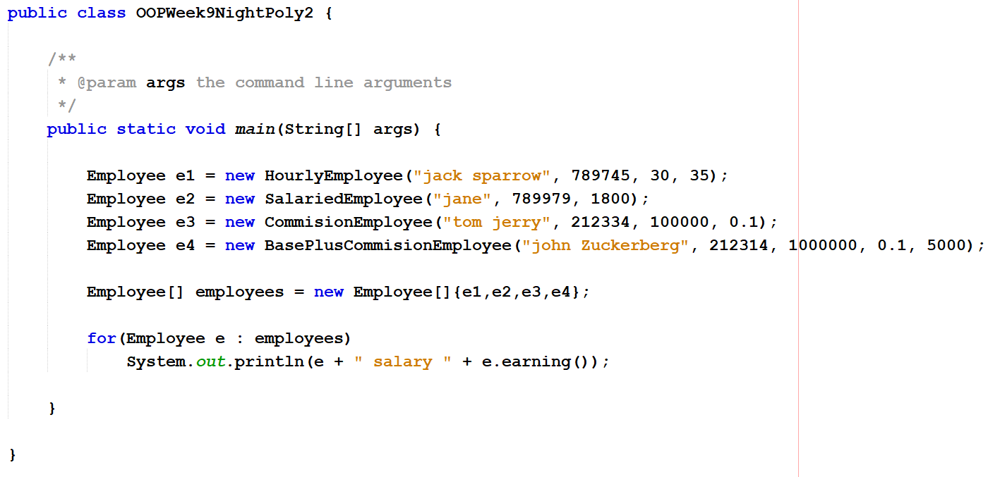 public class OOPWeek9NightPoly2 {
/**
* @param args the command line arguments
*/
public static void main(String[] args) {
Employee e1 = new HourlyEmployee("jack sparrow", 789745, 30, 35);
Employee e2 = new SalariedEmployee("jane", 789979, 1800);
Employee e3 = new CommisionEmployee("tom jerry", 212334, 100000, 0.1);
Employee e4 = new BasePlusCommisionEmployee("john Zuckerberg", 212314, 1000000, 0.1, 5000);
Employee[] employees = new Employee[]{e1,e2,e3,e4};
for(Employee e : employees)
System.out.println(e + " salary " + e.earning());
}
}